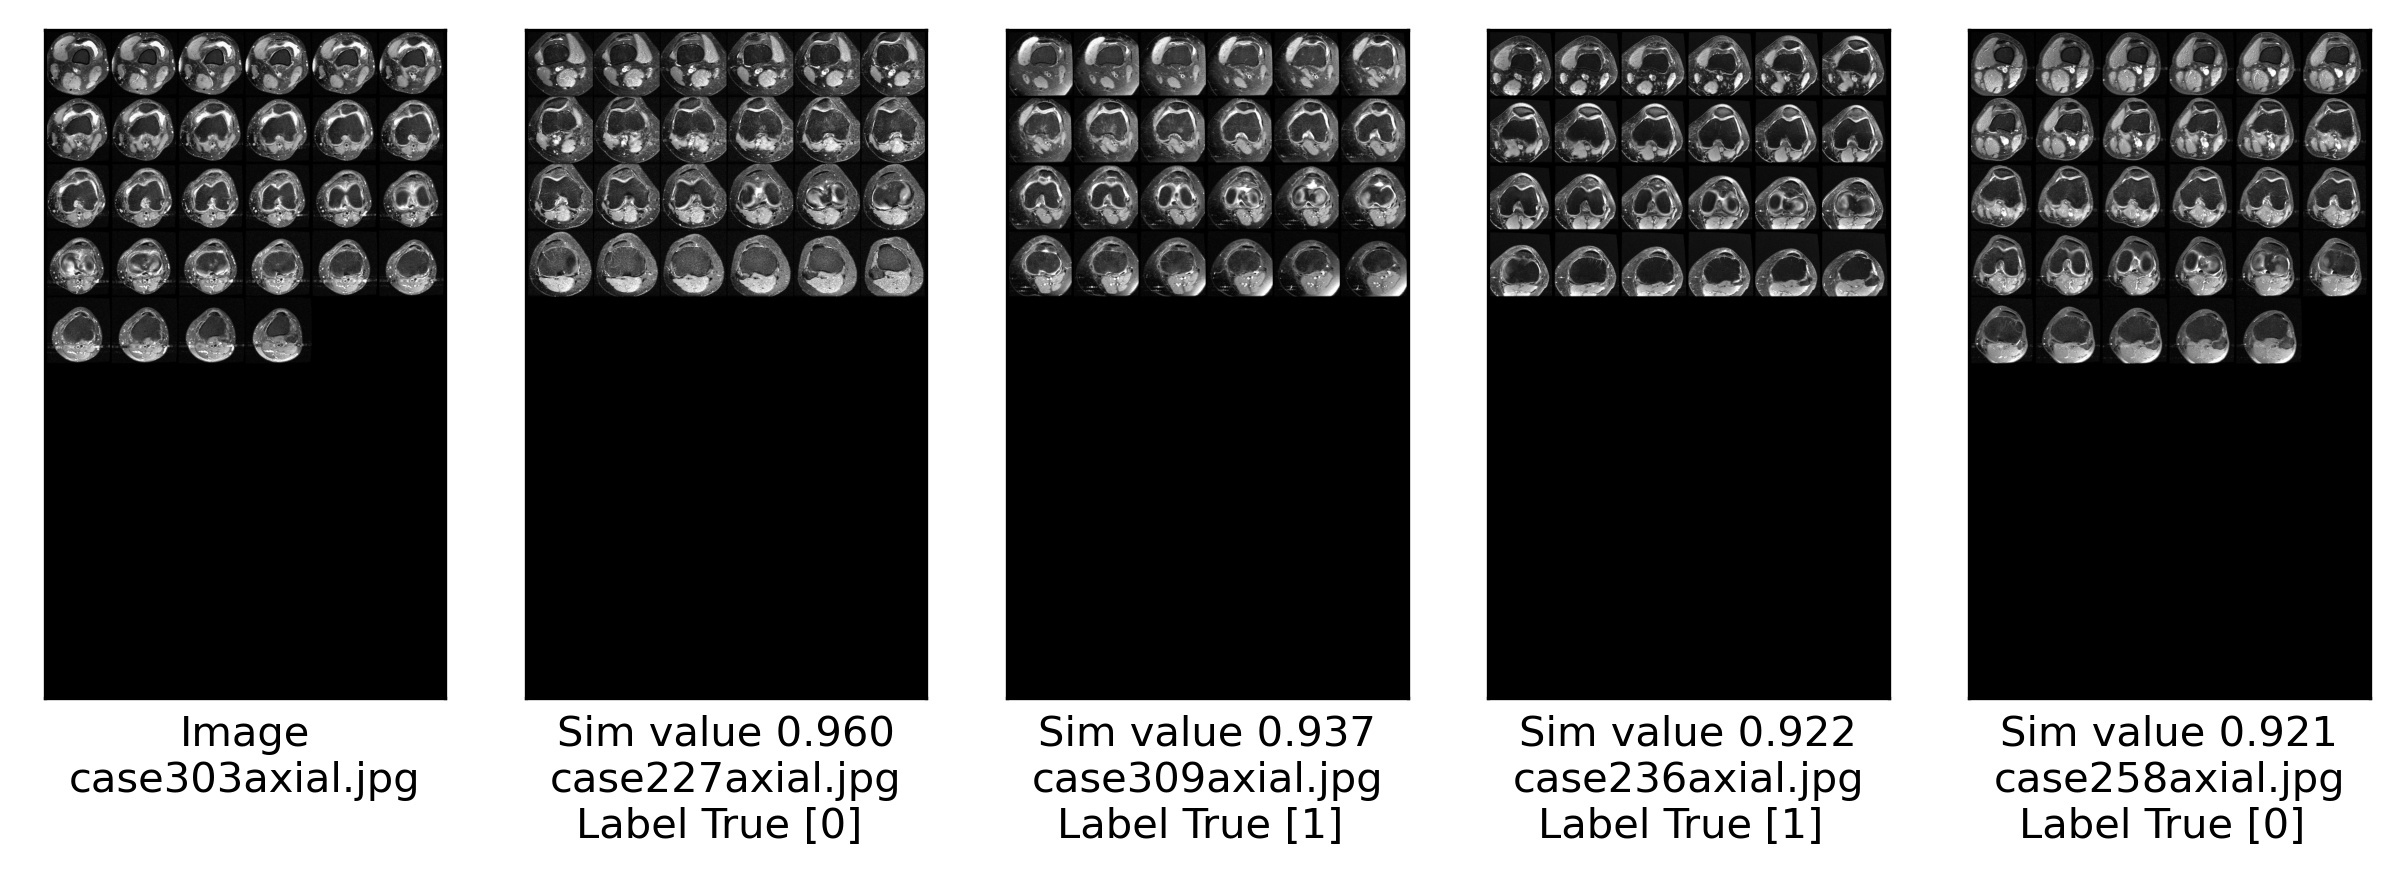 Image
case303axial.jpg
Sim value 0.960
case227axial.jpg
Label True [0]
Sim value 0.937
case309axial.jpg
Label True [1]
Sim value 0.922
case236axial.jpg
Label True [1]
Sim value 0.921
case258axial.jpg
Label True [0]